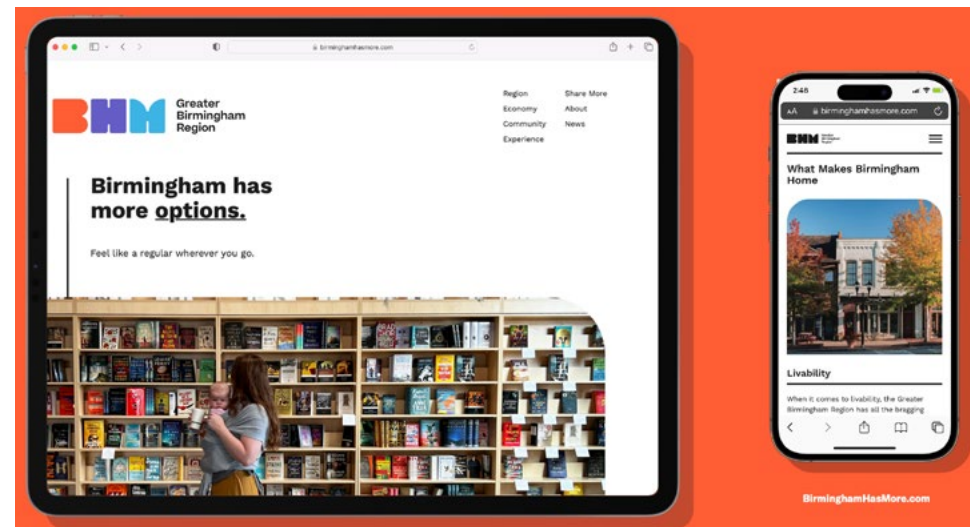 birminghamhasmore.com
BHM
Greater
Birmingham
Region
Region
Economy
Community
Experience
Share More
About
News
Birmingham has
more options.
Feel like a regular wherever you go.
2:48
AA birminghamhasmore.com
BHM
What Makes Birmingham
Home
Livability
When it comes to livability, the Greater
Birmingham Region has all the bragging
BirminghamHasMore.com